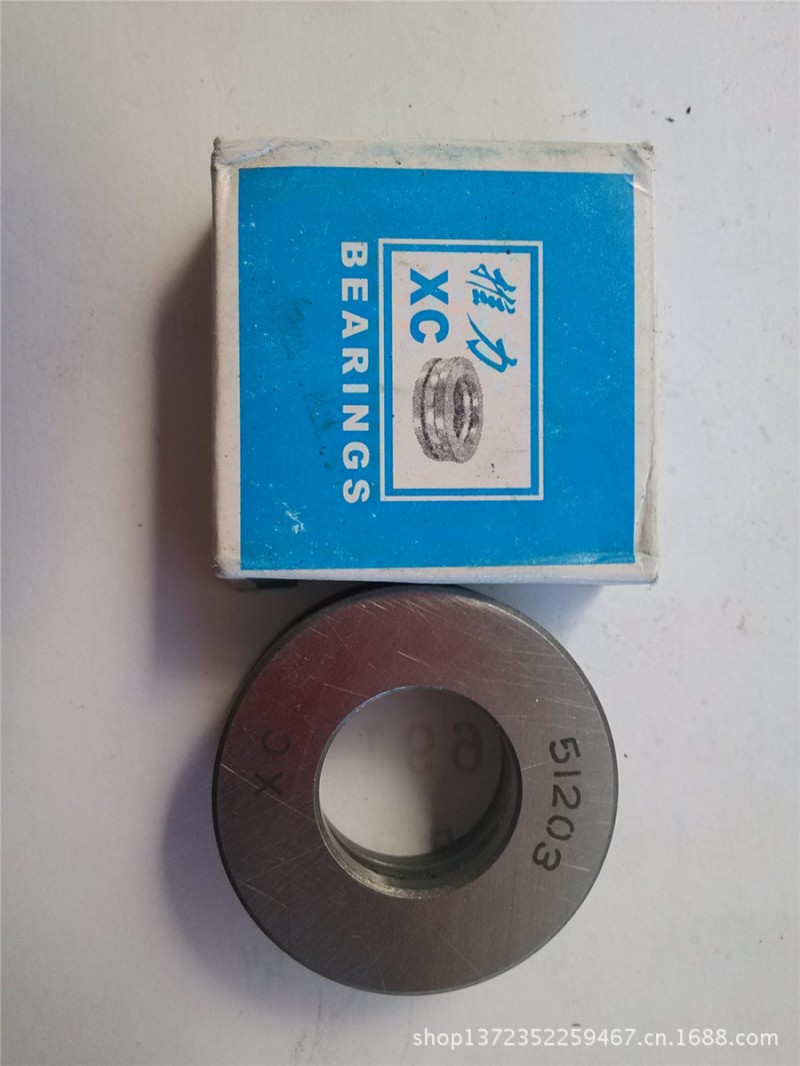 推力
XC
BEARINGS
51203
XC
shop1372352259467.cn.1688.com